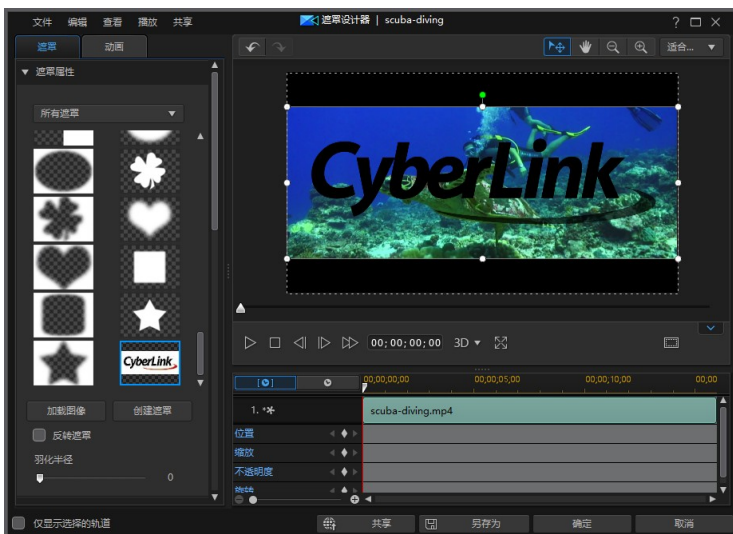 文件 编辑 查看 播放 共享 遮罩设计器 | scuba-diving ?
遮罩 动画 适合...
遮罩属性
所有遮罩
CyberLink
CyberLink
00;00;00;00 3D
加载图像 创建遮罩
反转遮罩
羽化半径
0
00;00;00;00 00;00;05;00 00;00;10;00 00;00
1. scuba-diving.mp4
位置
缩放
不透明度
旋转
仅显示选择的轨道 共享 另存为 确定 取消